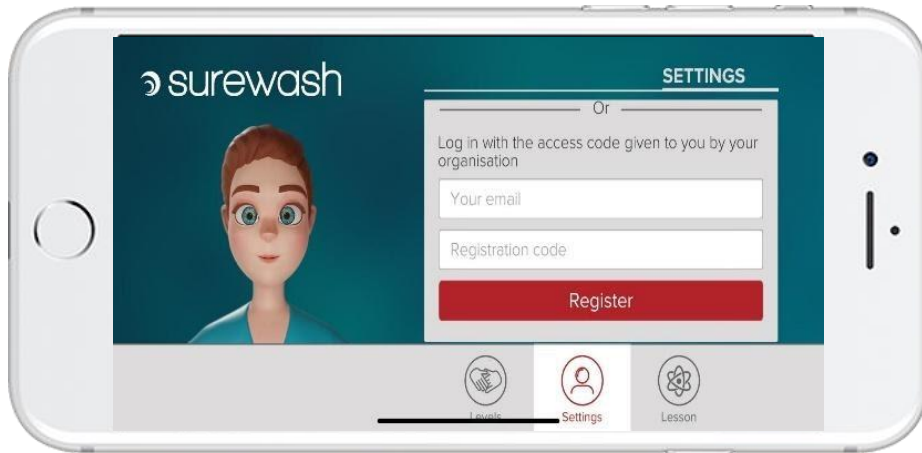 surewash
SETTINGS
Or
Log in with the access code given to you by your
organisation
Your email
Registration code
Register
Levels
Settings
Lesson